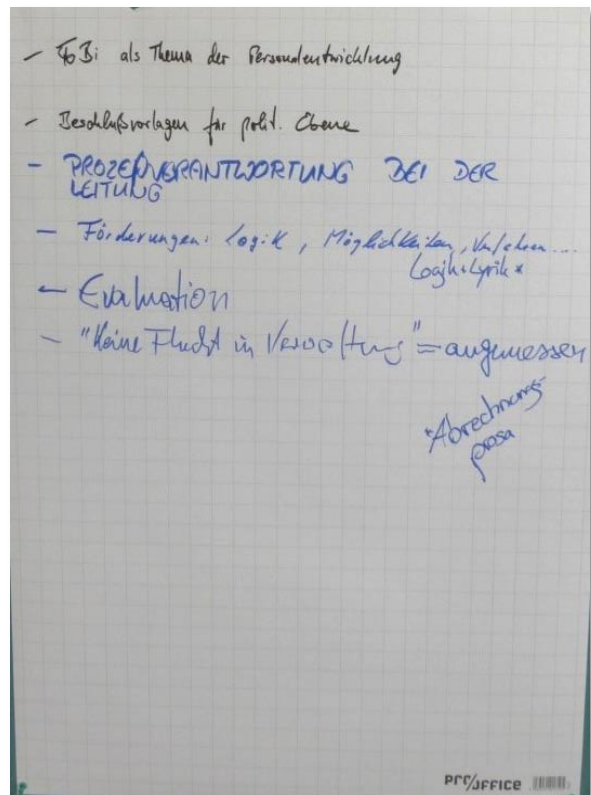 - FoBi als Thema der Personalentwicklung
- Beschlußvorlagen für polit. Ebene
- PROZEßVERANTWORTUNG BEI DER
LEITUNG
- Förderungen: Logik, Möglichkeiten, Verfahren....
Logik+Lyrik*
- Evaluation
- "Keine Flucht in Verwaltung" = angemessen
*Abrechnungs-
prosa
PRO/OFFICE